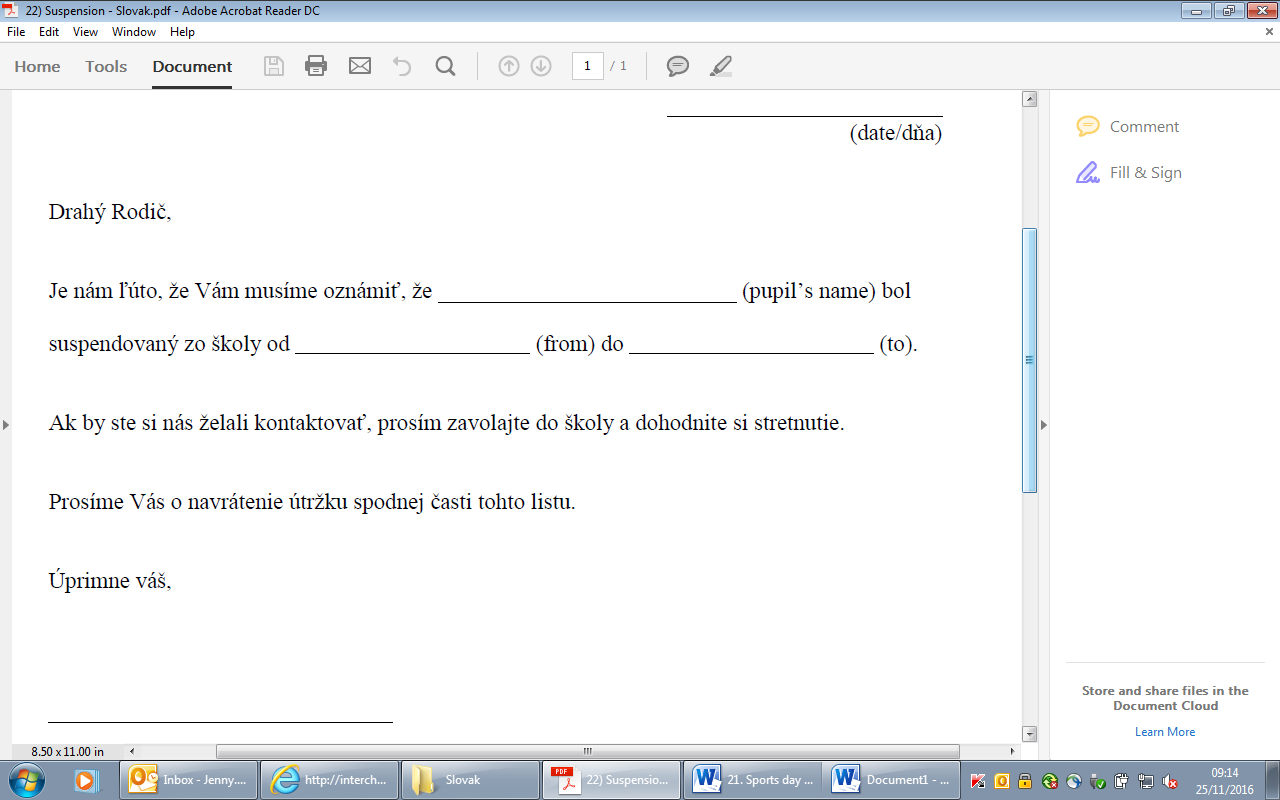 22) Suspension - Slovak.pdf - Adobe Acrobat Reader DC
File Edit View Window Help
Home Tools Document 1 / 1
(date/dňa)
Drahý Rodič,
Je nám ľúto, že Vám musíme oznámiť, že ___________________________ (pupil’s name) bol
suspendovaný zo školy od _____________________ (from) do ______________________ (to).
Ak by ste si nás želali kontaktovať, prosím zavolajte do školy a dohodnite si stretnutie.
Prosíme Vás o navrátenie útržku spodnej časti tohto listu.
Úprimne váš,
Comment
Fill & Sign
Store and share files in the
Document Cloud
Learn More
8.50 x 11.00 in
Inbox - Jenny.... http://interch... Slovak 22) Suspensio... 21. Sports day ... Document1 - ... 09:14
25/11/2016